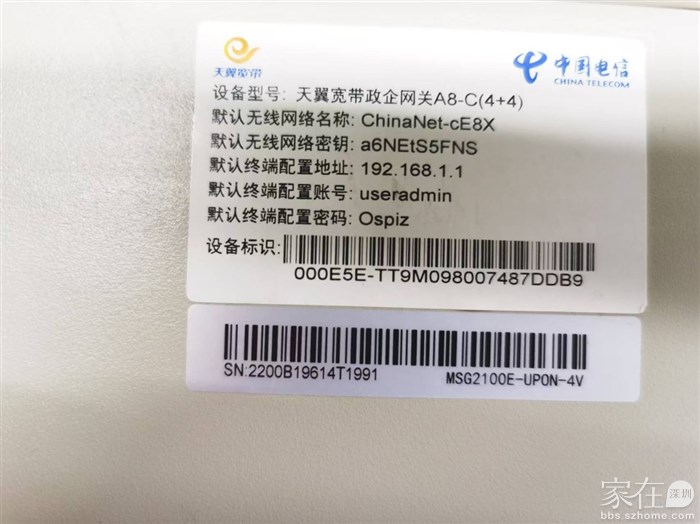 天翼宽带
中国电信
CHINA TELECOM
设备型号: 天翼宽带政企网关A8-C(4+4)
默认无线网络名称: ChinaNet-cE8X
默认无线网络密钥: a6NEtS5FNS
默认终端配置地址: 192.168.1.1
默认终端配置账号: useradmin
默认终端配置密码: Ospiz
设备标识:
000E5E-TT9M098007487DDB9
SN:2200B19614T1991
MSG2100E-UPON-4V
家在深圳
bbs.szhome.com